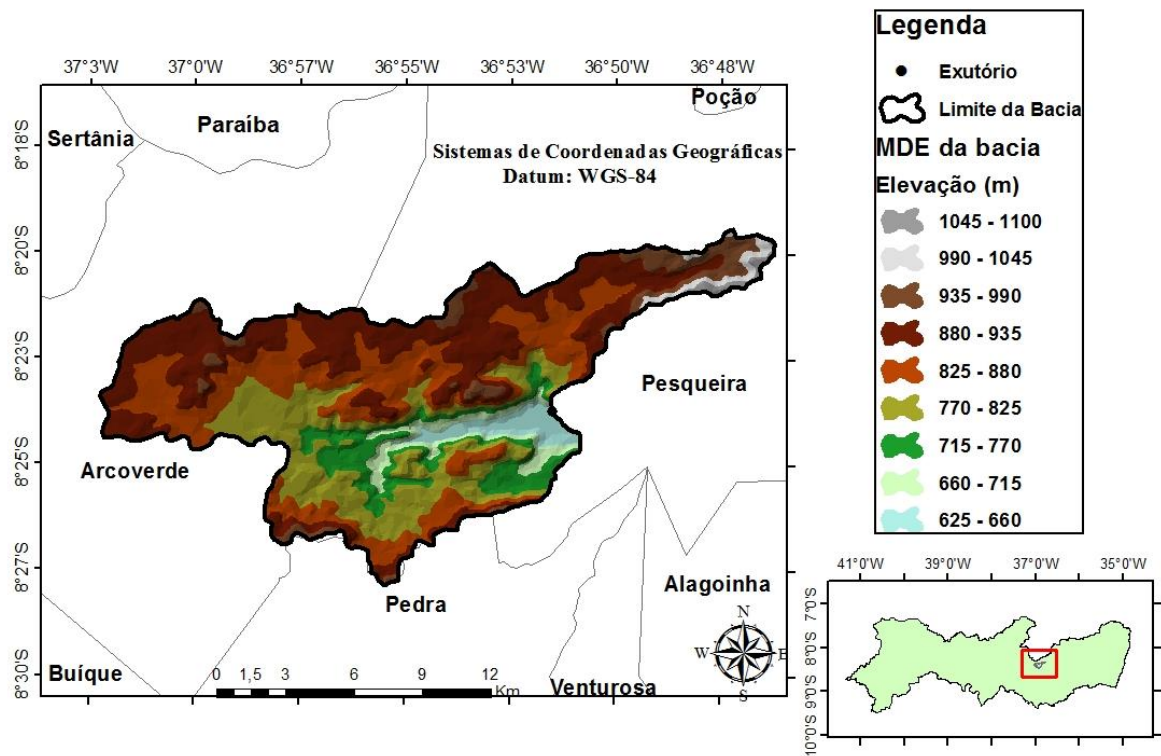 37°3'W 37°0'W 36°57'W 36°55'W 36°53'W 36°50'W 36°48'W
Poção
Paraíba
Sertânia
Sistemas de Coordenadas Geográficas
Datum: WGS-84
Pesqueira
Arcoverde
Alagoinha
Pedra
Buíque
Venturosa
8°18'S
8°20'S
8°23'S
8°25'S
8°27'S
8°30'S
0 1,5 3 6 9 12
Km
N
W E
S
Legenda
Exutório
Limite da Bacia
MDE da bacia
Elevação (m)
1045 - 1100
990 - 1045
935 - 990
880 - 935
825 - 880
770 - 825
715 - 770
660 - 715
625 - 660
41°0'W 39°0'W 37°0'W 35°0'W
7°0'S
8°0'S
9°0'S
10°0'S